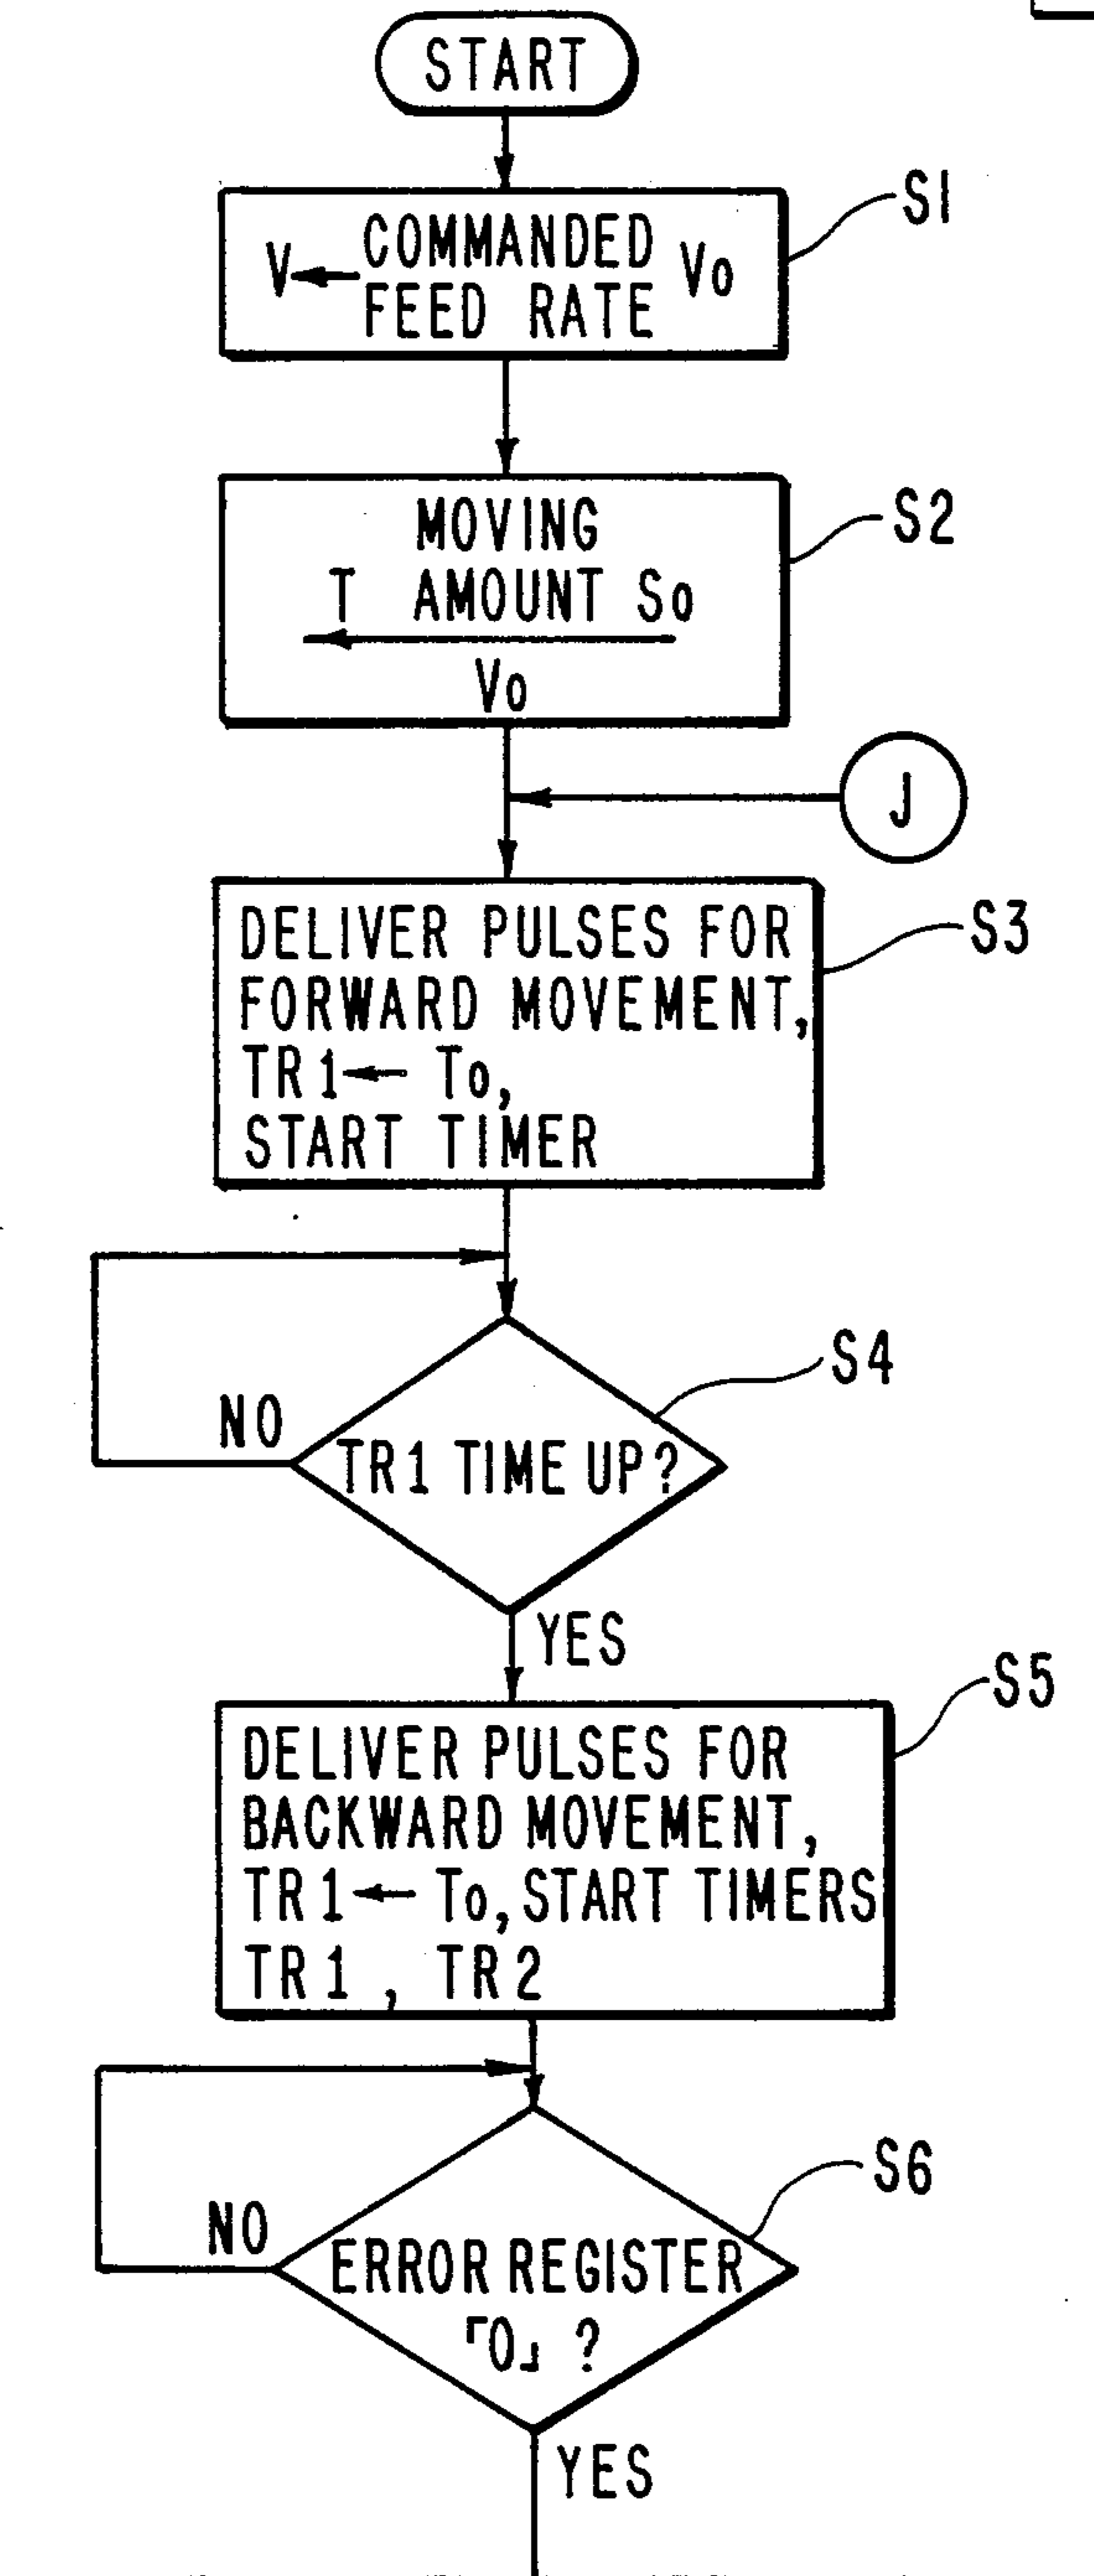 START
S1
V← COMMANDED FEED RATE Vo
S2
MOVING
T AMOUNT So
Vo
J
S3
DELIVER PULSES FOR
FORWARD MOVEMENT,
TR1← To,
START TIMER
S4
NO
TR1 TIME UP?
YES
S5
DELIVER PULSES FOR
BACKWARD MOVEMENT,
TR1← To, START TIMERS
TR1 , TR2
S6
NO
ERROR REGISTER
「0」 ?
YES